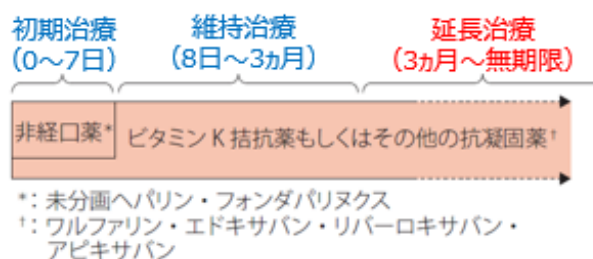 初期治療
(0～7日)
維持治療
(8日～3ヵ月)
延長治療
(3ヵ月～無期限)
非経口薬*
ビタミン K 拮抗薬もしくはその他の抗凝固薬†
*：未分画ヘパリン・フォンダパリヌクス
†：ワルファリン・エドキサバン・リバーロキサバン・
アピキサバン